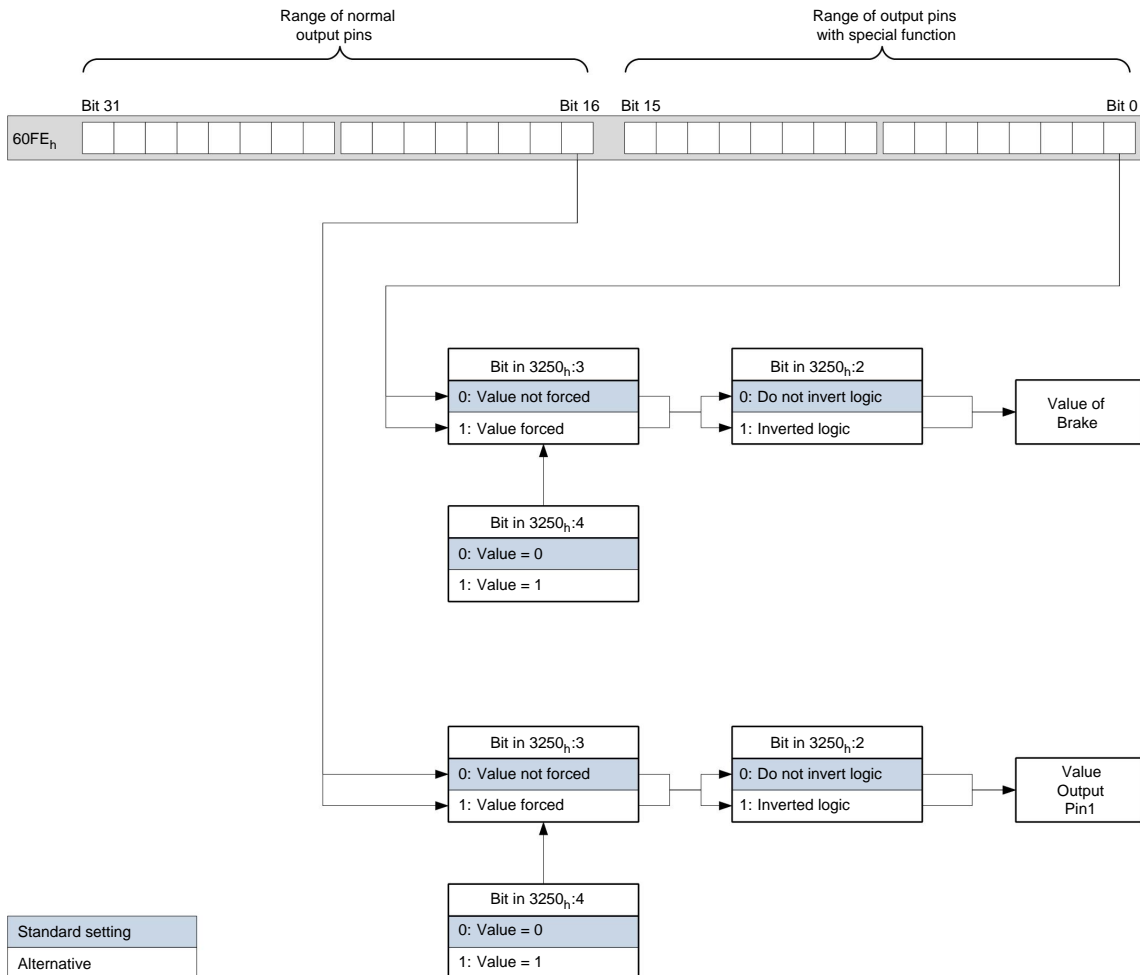 Range of normal
output pins
Range of output pins
with special function
Bit 31
Bit 16
Bit 15
Bit 0
60FEh
Bit in 3250h:3
0: Value not forced
1: Value forced
Bit in 3250h:2
0: Do not invert logic
1: Inverted logic
Value of
Brake
Bit in 3250h:4
0: Value = 0
1: Value = 1
Bit in 3250h:3
0: Value not forced
1: Value forced
Bit in 3250h:2
0: Do not invert logic
1: Inverted logic
Value
Output
Pin1
Bit in 3250h:4
0: Value = 0
1: Value = 1
Standard setting
Alternative